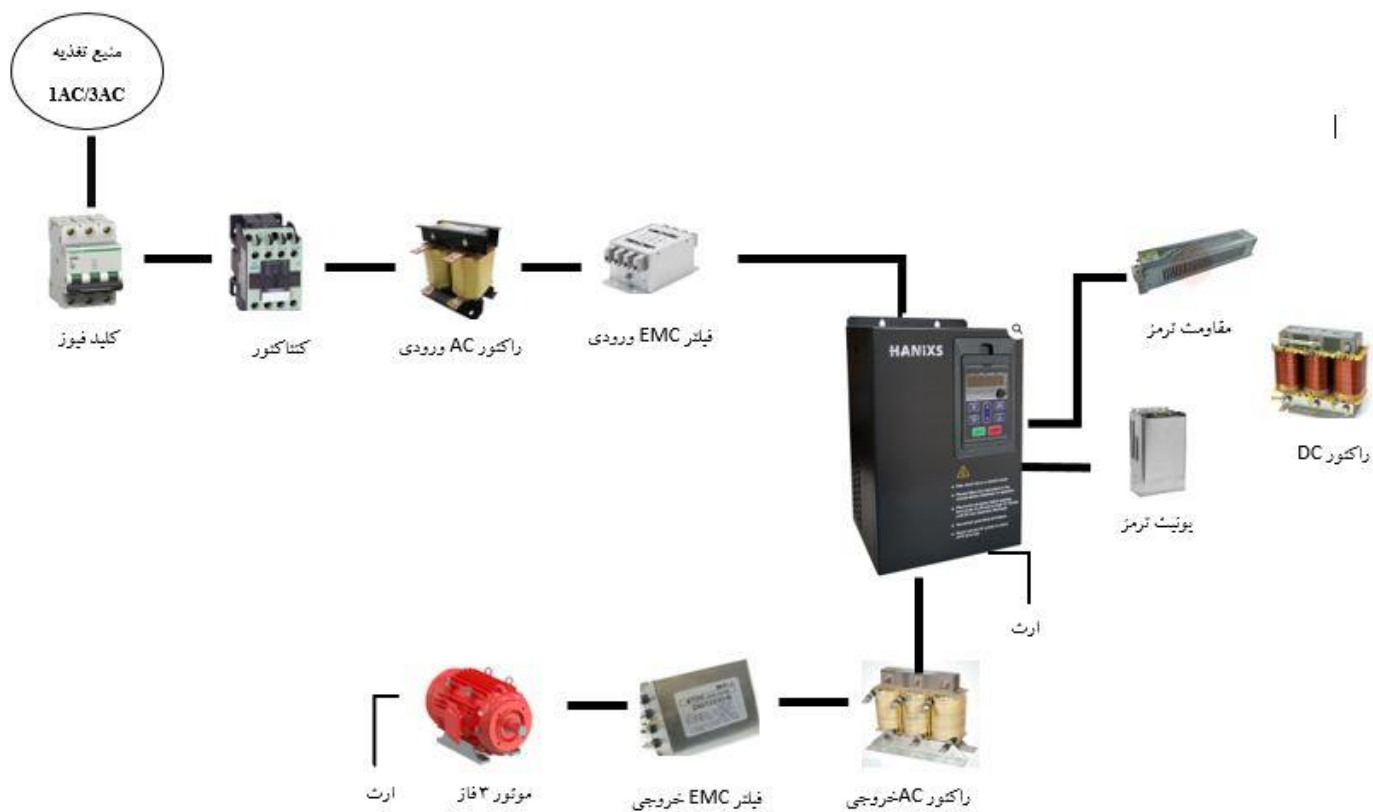 منبع تغذیه
1AC/3AC
کلید فیوز
کنتاکتور
راکتور AC ورودی
فیلتر EMC ورودی
HANIXS
مقاومت ترمز
راکتور DC
یونیت ترمز
ارت
ارت
موتور ۳ فاز
فیلتر EMC خروجی
راکتور ACخروجی